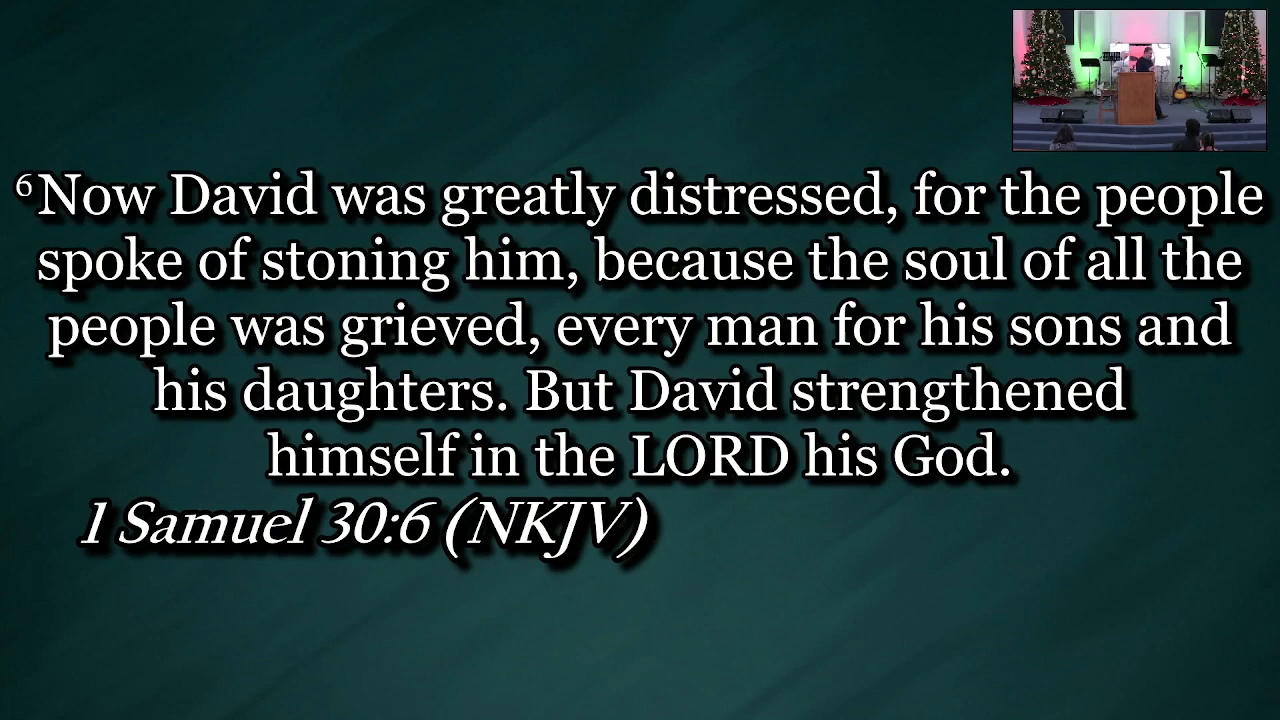 ⁶Now David was greatly distressed, for the people
spoke of stoning him, because the soul of all the
people was grieved, every man for his sons and
his daughters. But David strengthened
himself in the LORD his God.
1 Samuel 30:6 (NKJV)